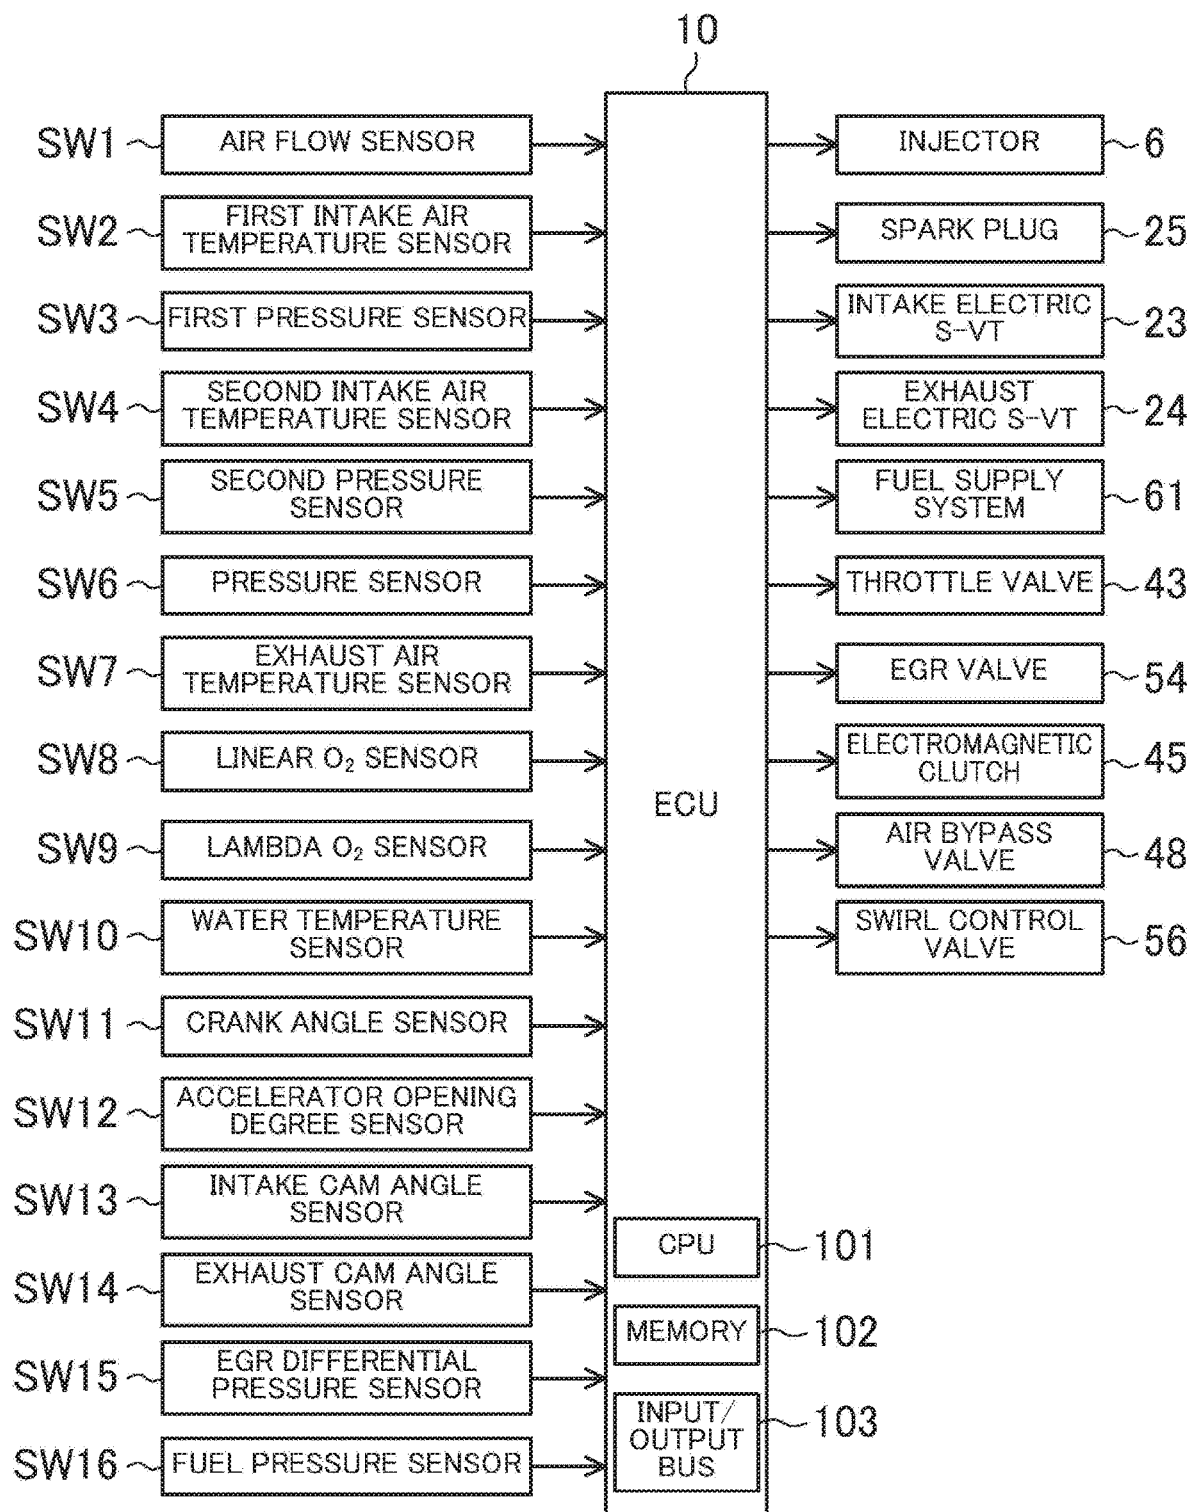 10
SW1
AIR FLOW SENSOR
SW2
FIRST INTAKE AIR
TEMPERATURE SENSOR
SW3
FIRST PRESSURE SENSOR
SW4
SECOND INTAKE AIR
TEMPERATURE SENSOR
SW5
SECOND PRESSURE
SENSOR
SW6
PRESSURE SENSOR
SW7
EXHAUST AIR
TEMPERATURE SENSOR
SW8
LINEAR O₂ SENSOR
SW9
LAMBDA O₂ SENSOR
SW10
WATER TEMPERATURE
SENSOR
SW11
CRANK ANGLE SENSOR
SW12
ACCELERATOR OPENING
DEGREE SENSOR
SW13
INTAKE CAM ANGLE
SENSOR
SW14
EXHAUST CAM ANGLE
SENSOR
SW15
EGR DIFFERENTIAL
PRESSURE SENSOR
SW16
FUEL PRESSURE SENSOR
ECU
CPU
101
MEMORY
102
INPUT/
OUTPUT
BUS
103
INJECTOR
6
SPARK PLUG
25
INTAKE ELECTRIC
S-VT
23
EXHAUST
ELECTRIC S-VT
24
FUEL SUPPLY
SYSTEM
61
THROTTLE VALVE
43
EGR VALVE
54
ELECTROMAGNETIC
CLUTCH
45
AIR BYPASS
VALVE
48
SWIRL CONTROL
VALVE
56